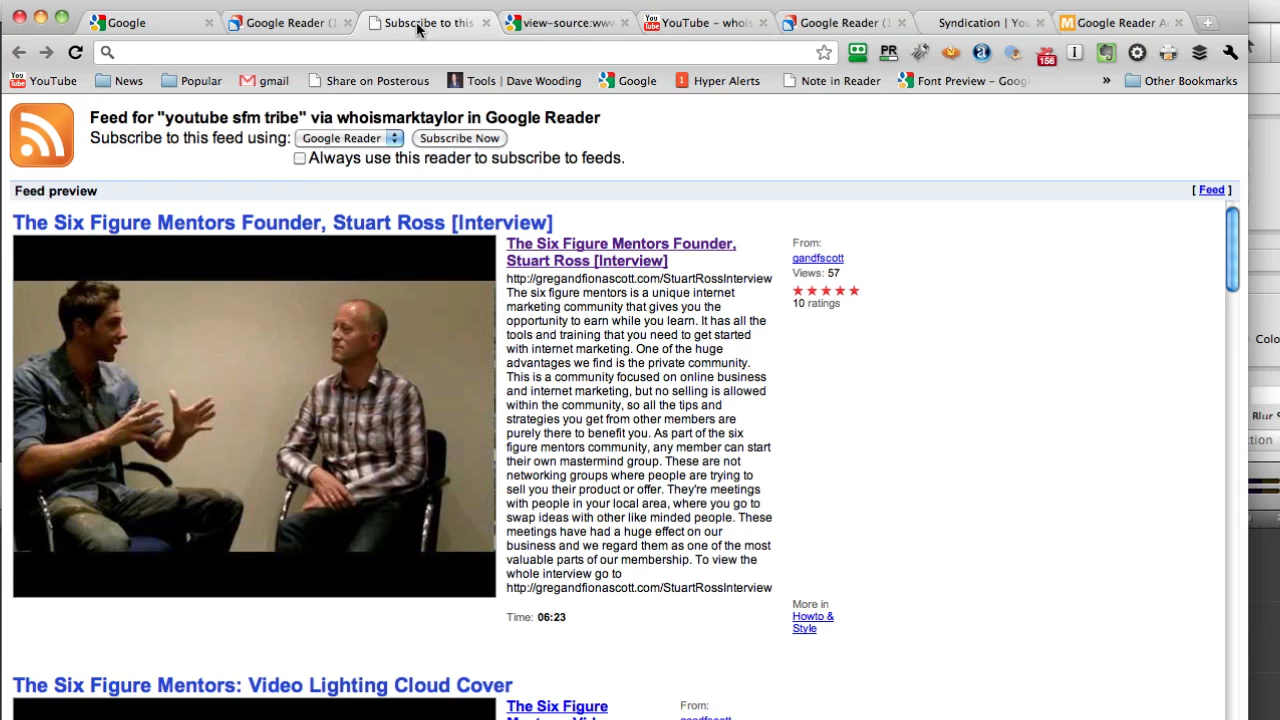 Google
Google Reader (1
Subscribe to this
view-source:www
YouTube - whois
Google Reader (1
Syndication | You
Google Reader Ac
PR
156
YouTube
News
Popular
gmail
Share on Posterous
Tools | Dave Wooding
Google
Hyper Alerts
Note in Reader
Font Preview - Goog
»
Other Bookmarks
Feed for "youtube sfm tribe" via whoismarktaylor in Google Reader
Subscribe to this feed using: Google Reader Subscribe Now
Always use this reader to subscribe to feeds.
Feed preview
[ Feed ]
The Six Figure Mentors Founder, Stuart Ross [Interview]
The Six Figure Mentors Founder,
Stuart Ross [Interview]
http://gregandfionascott.com/StuartRossInterview
The six figure mentors is a unique internet
marketing community that gives you the
opportunity to earn while you learn. It has all the
tools and training that you need to get started
with internet marketing. One of the huge
advantages we find is the private community.
This is a community focused on online business
and internet marketing, but no selling is allowed
within the community, so all the tips and
strategies you get from other members are
purely there to benefit you. As part of the six
figure mentors community, any member can start
their own mastermind group. These are not
networking groups where people are trying to
sell you their product or offer. They're meetings
with people in your local area, where you go to
swap ideas with other like minded people. These
meetings have had a huge effect on our
business and we regard them as one of the most
valuable parts of our membership. To view the
whole interview go to
http://gregandfionascott.com/StuartRossInterview
From:
gandfscott
Views: 57
10 ratings
Time: 06:23
More in
Howto &
Style
The Six Figure Mentors: Video Lighting Cloud Cover
The Six Figure
From:
Colo
Blur S
ction